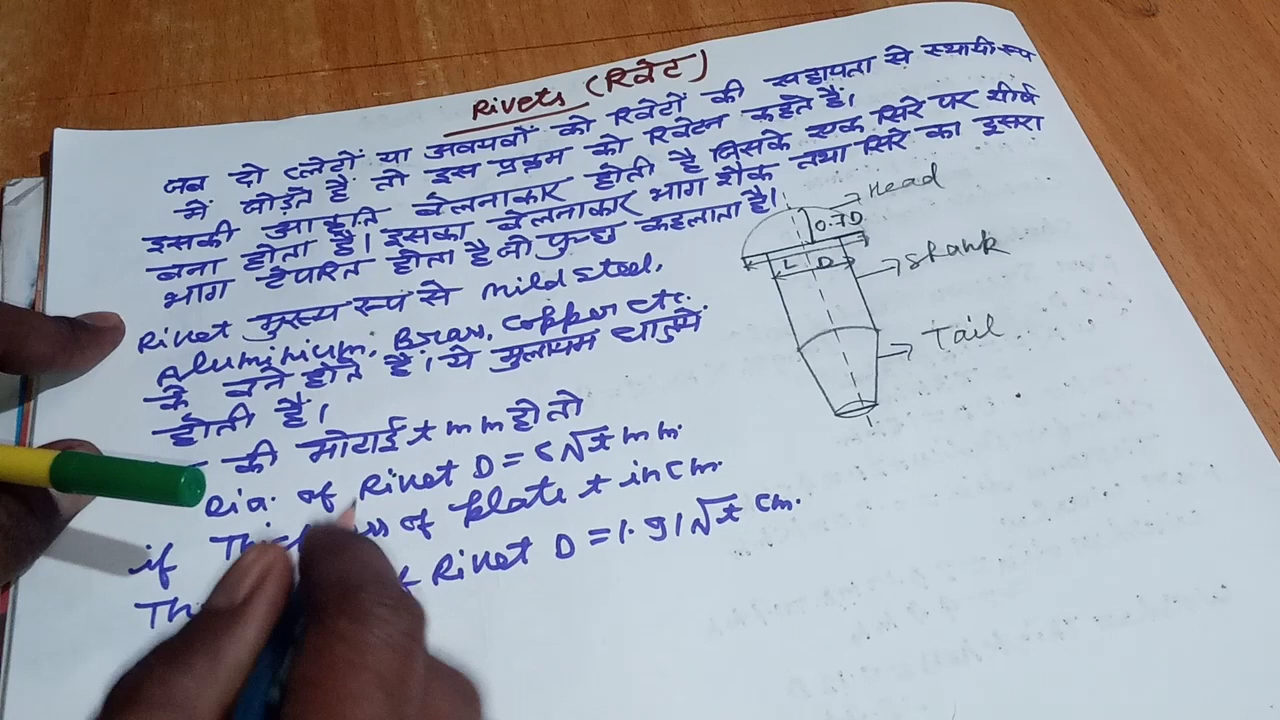 Rivets (रिवेट)
जब दो प्लेटों या अवयवों को रिवेटों की सहायता से स्थायी रूप
में जोड़ते हैं तो इस प्रक्रम को रिवेटन कहते हैं।
इसकी आकृति बेलनाकार होती है जिसके एक सिरे पर शीर्ष
बना होता है। इसका बेलनाकार भाग शैंक तथा सिरे का दूसरा
भाग टेपरित होता है जो पुच्छ कहलाता है।
Rivet मुख्य रूप से mild steel,
Aluminium, Brass, Copper etc.
के बने होते हैं। ये मुलायम धातुयें
होती हैं।
की मोटाई t mm हो तो
Dia. of Rivet D = 6√t mm.
if of plate t in cm.
Rivet D = 1.91√t cm.
Head
0.7D
L D
Shank
Tail